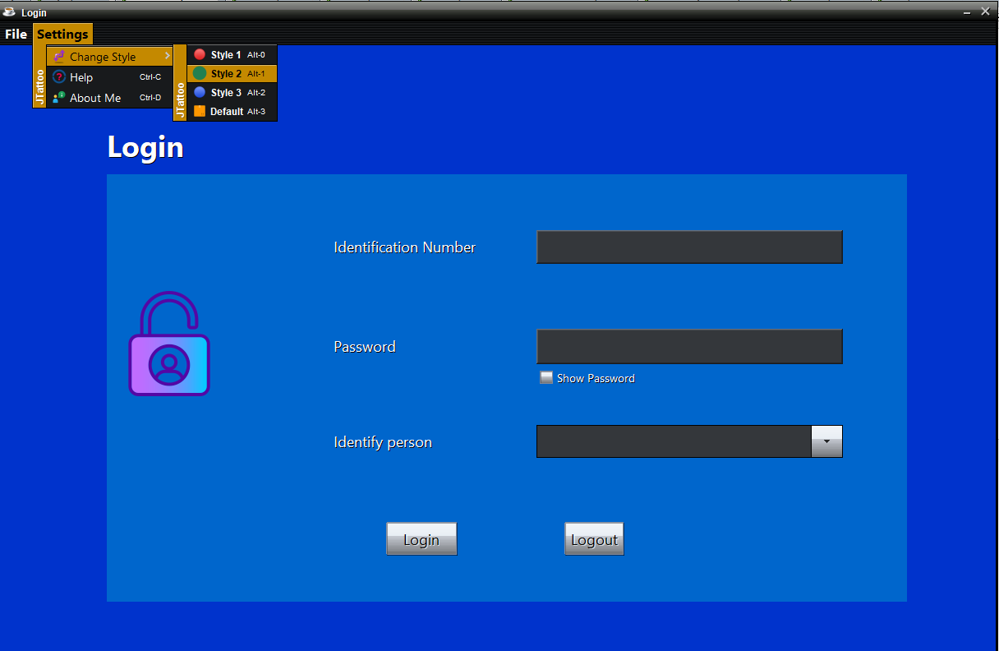 Login
File Settings
JTattoo
Change Style
Help Ctrl-C
About Me Ctrl-D
JTattoo
Style 1 Alt-0
Style 2 Alt-1
Style 3 Alt-2
Default Alt-3
Login
Identification Number
Password
Show Password
Identify person
Login Logout